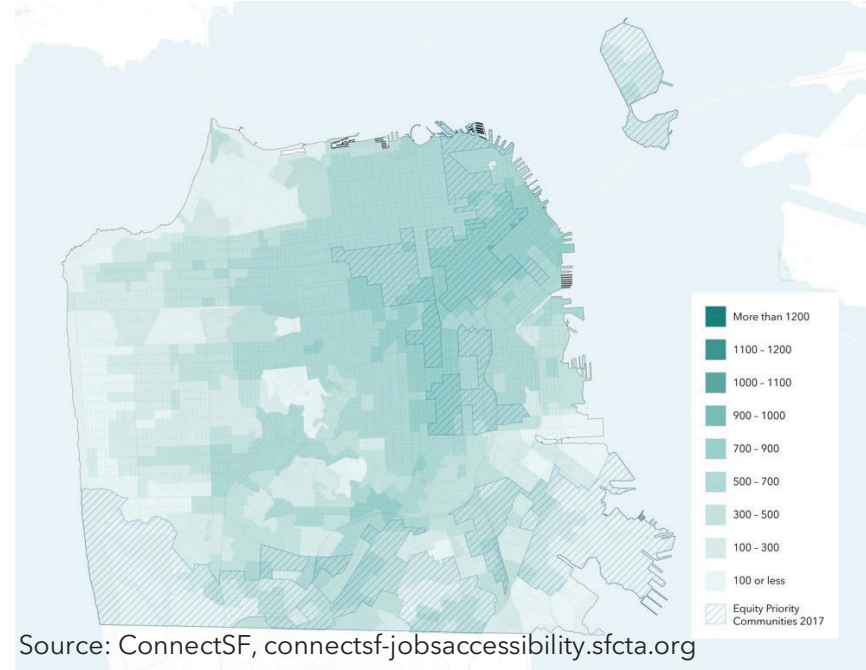 More than 1200
1100 – 1200
1000 – 1100
900 – 1000
700 – 900
500 – 700
300 – 500
100 – 300
100 or less
Equity Priority
Communities 2017
Source: ConnectSF, connectsf-jobsaccessibility.sfcta.org